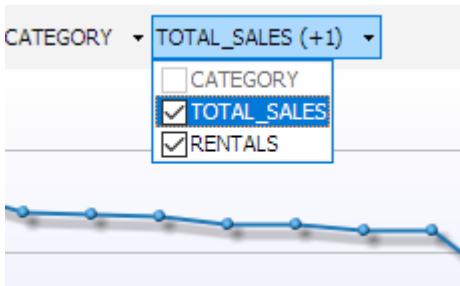 CATEGORY TOTAL_SALES (+1)
CATEGORY
TOTAL_SALES
RENTALS